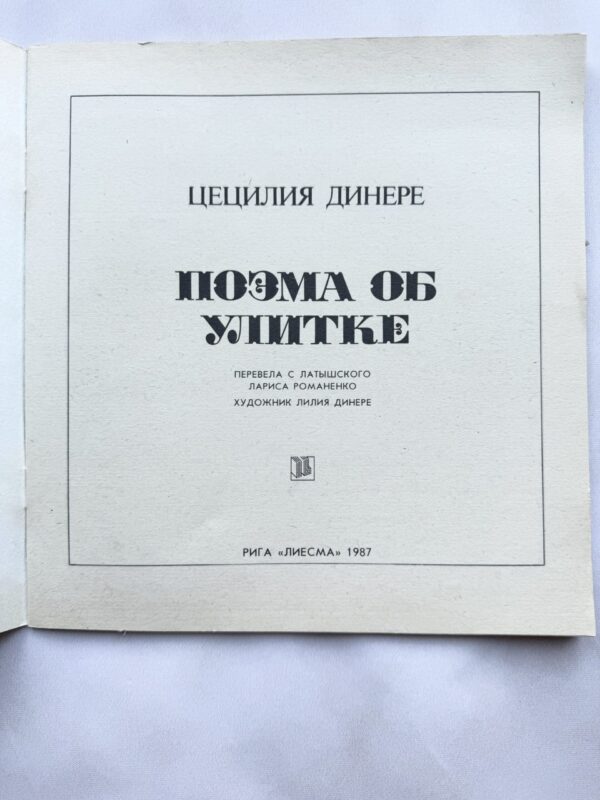 ЦЕЦИЛИЯ ДИНЕРЕ
ПОЭМА ОБ
УЛИТКЕ
ПЕРЕВЕЛА С ЛАТЫШСКОГО
ЛАРИСА РОМАНЕНКО
ХУДОЖНИК ЛИЛИЯ ДИНЕРЕ
РИГА «ЛИЕСМА» 1987